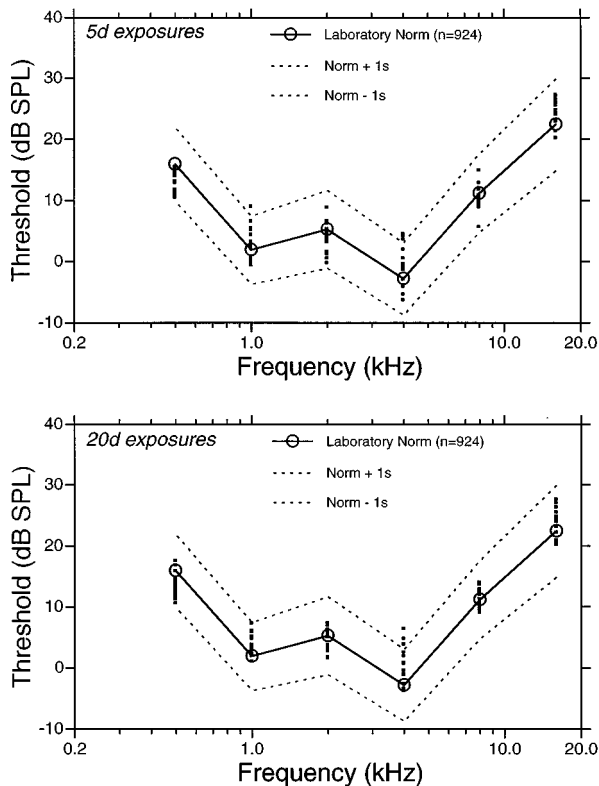 40
5d exposures
Laboratory Norm (n=924)
Norm + 1s
Norm - 1s
30
20
10
0
-10
Threshold (dB SPL)
0.2
1.0
10.0
20.0
Frequency (kHz)
40
20d exposures
Laboratory Norm (n=924)
Norm + 1s
Norm - 1s
30
20
10
0
-10
Threshold (dB SPL)
0.2
1.0
10.0
20.0
Frequency (kHz)